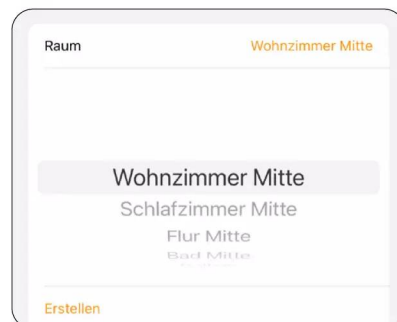 Raum Wohnzimmer Mitte
Wohnzimmer Mitte
Schlafzimmer Mitte
Flur Mitte
Bad Mitte
Erstellen